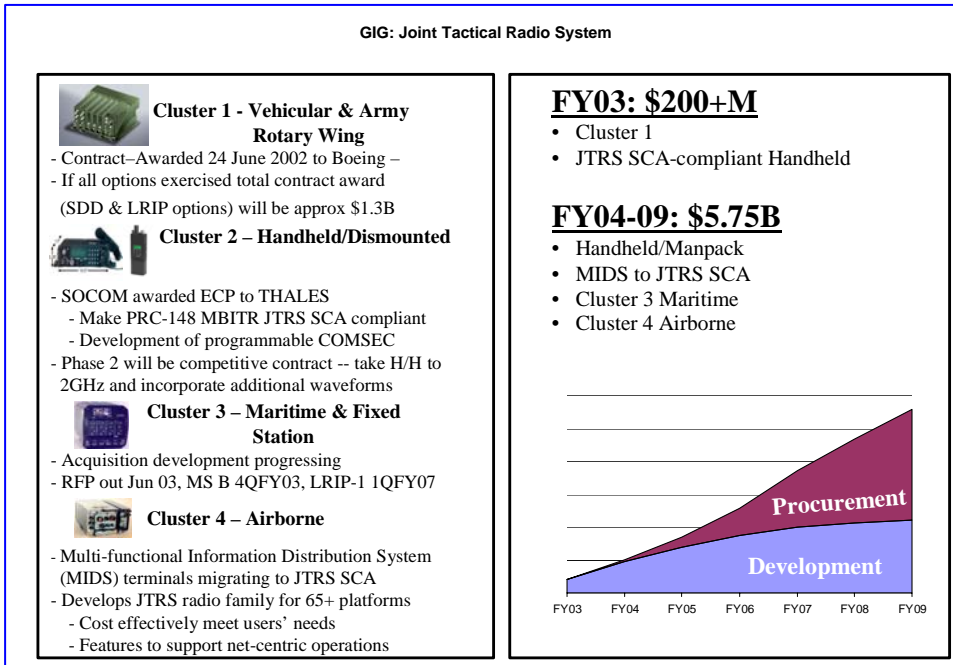 GIG: Joint Tactical Radio System
Cluster 1 - Vehicular & Army
Rotary Wing
- Contract–Awarded 24 June 2002 to Boeing –
- If all options exercised total contract award
(SDD & LRIP options) will be approx $1.3B
Cluster 2 – Handheld/Dismounted
- SOCOM awarded ECP to THALES
- Make PRC-148 MBITR JTRS SCA compliant
- Development of programmable COMSEC
- Phase 2 will be competitive contract -- take H/H to
2GHz and incorporate additional waveforms
Cluster 3 – Maritime & Fixed
Station
- Acquisition development progressing
- RFP out Jun 03, MS B 4QFY03, LRIP-1 1QFY07
Cluster 4 – Airborne
- Multi-functional Information Distribution System
(MIDS) terminals migrating to JTRS SCA
- Develops JTRS radio family for 65+ platforms
- Cost effectively meet users' needs
- Features to support net-centric operations
FY03: $200+M
• Cluster 1
• JTRS SCA-compliant Handheld
FY04-09: $5.75B
• Handheld/Manpack
• MIDS to JTRS SCA
• Cluster 3 Maritime
• Cluster 4 Airborne
Procurement
Development
FY03 FY04 FY05 FY06 FY07 FY08 FY09